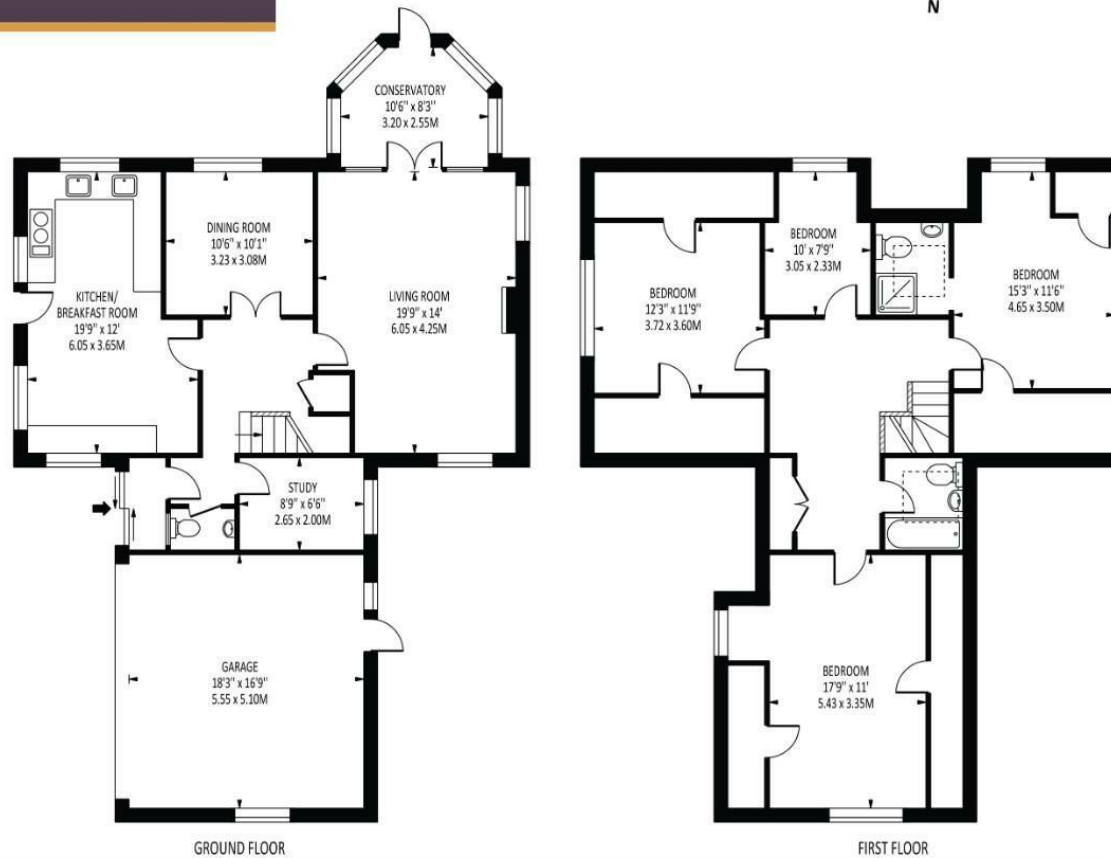 N
CONSERVATORY
10'6" x 8'3"
3.20 x 2.55M
DINING ROOM
10'6" x 10'1"
3.23 x 3.08M
KITCHEN/
BREAKFAST ROOM
19'9" x 12'
6.05 x 3.65M
LIVING ROOM
19'9" x 14'
6.05 x 4.25M
STUDY
8'9" x 6'6"
2.65 x 2.00M
GARAGE
18'3" x 16'9"
5.55 x 5.10M
GROUND FLOOR
BEDROOM
10' x 7'9"
3.05 x 2.33M
BEDROOM
12'3" x 11'9"
3.72 x 3.60M
BEDROOM
15'3" x 11'6"
4.65 x 3.50M
BEDROOM
17'9" x 11'
5.43 x 3.35M
FIRST FLOOR